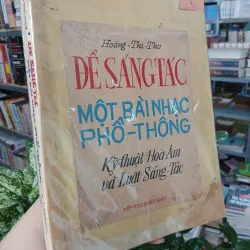 Hoàng-Thi-Thơ
ĐỂ SÁNG TÁC
MỘT BÀI NHẠC
PHỔ-THÔNG
Kỹ-thuật Hoà-Âm
và Luật Sáng-Tác